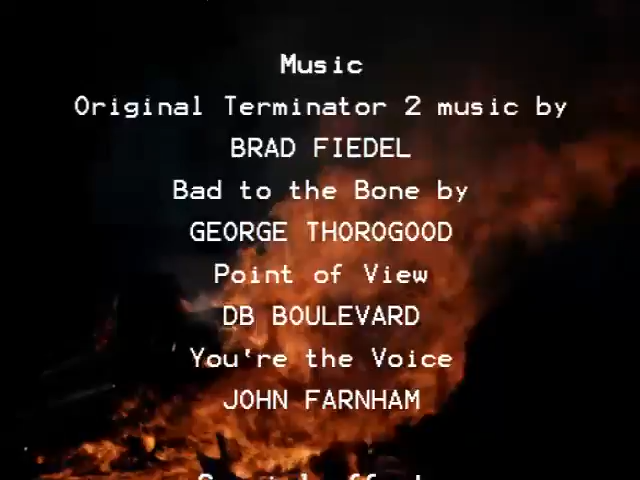 Music
Original Terminator 2 music by
BRAD FIEDEL
Bad to the Bone by
GEORGE THOROGOOD
Point of View
DB BOULEVARD
You're the Voice
JOHN FARNHAM